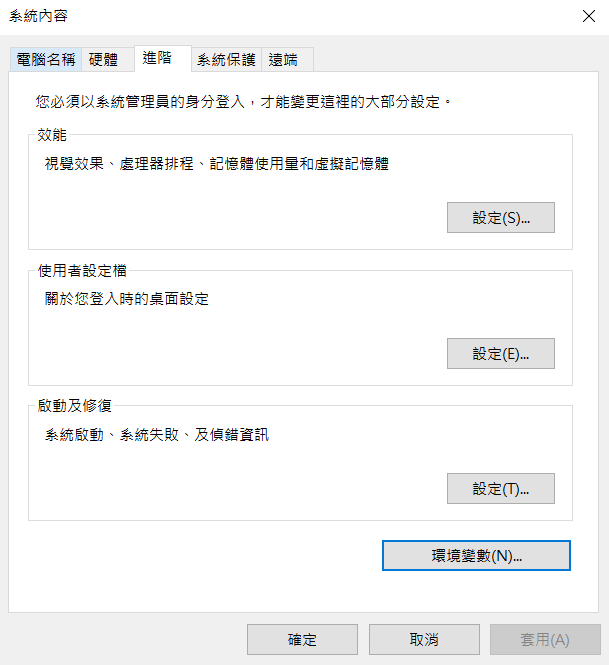 系統內容
電腦名稱 硬體 進階 系統保護 遠端
您必須以系統管理員的身分登入，才能變更這裡的大部分設定。
效能
視覺效果、處理器排程、記憶體使用量和虛擬記憶體
設定(S)...
使用者設定檔
關於您登入時的桌面設定
設定(E)...
啟動及修復
系統啟動、系統失敗、及偵錯資訊
設定(T)...
環境變數(N)...
確定 取消 套用(A)